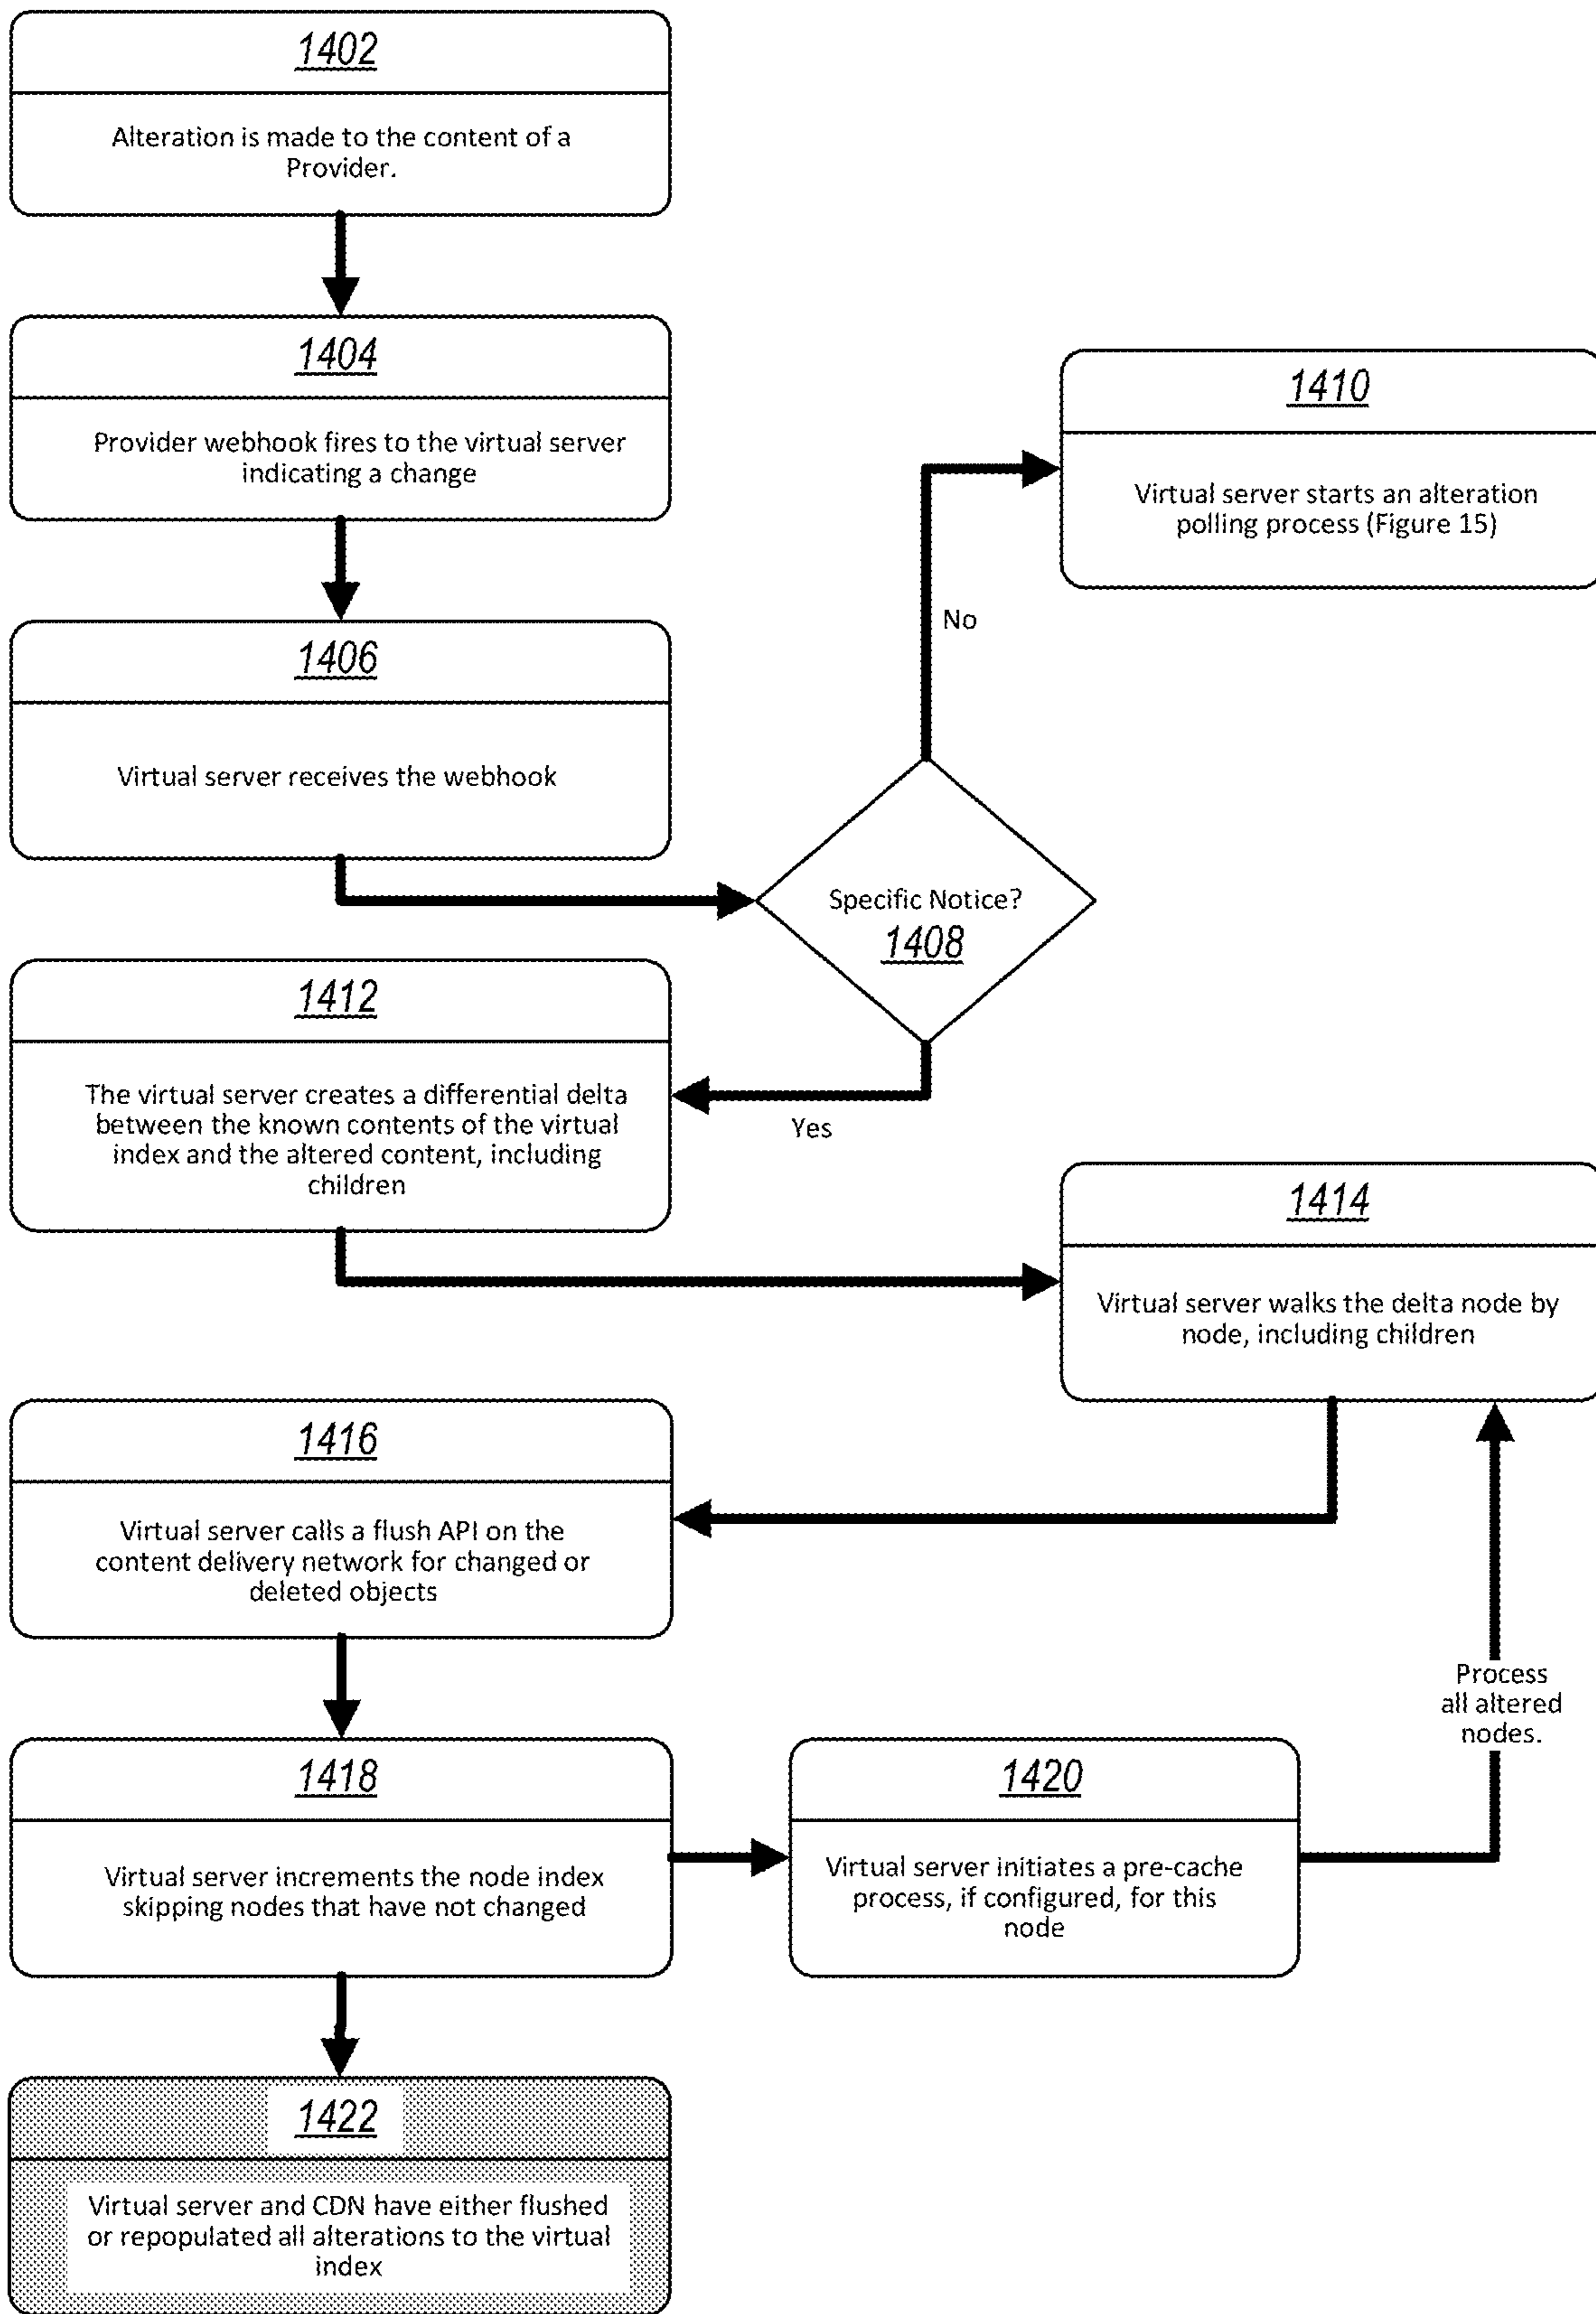 1402
Alteration is made to the content of a
Provider.
1404
Provider webhook fires to the virtual server
indicating a change
1410
Virtual server starts an alteration
polling process (Figure 15)
No
1406
Virtual server receives the webhook
Specific Notice?
1408
1412
The virtual server creates a differential delta
between the known contents of the virtual
index and the altered content, including
children
Yes
1414
Virtual server walks the delta node by
node, including children
1416
Virtual server calls a flush API on the
content delivery network for changed or
deleted objects
Process
all altered
nodes.
1418
Virtual server increments the node index
skipping nodes that have not changed
1420
Virtual server initiates a pre-cache
process, if configured, for this
node
1422
Virtual server and CDN have either flushed
or repopulated all alterations to the virtual
index